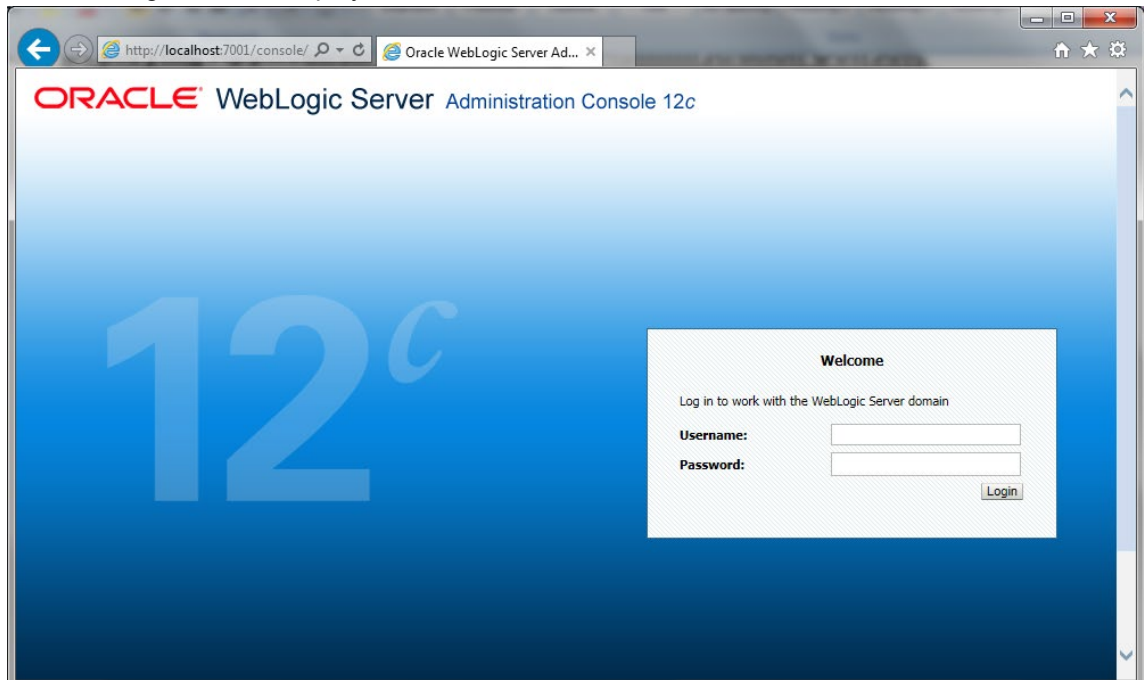 http://localhost:7001/console/
Oracle WebLogic Server Ad...
ORACLE WebLogic Server Administration Console 12c
12c
Welcome
Log in to work with the WebLogic Server domain
Username:
Password:
Login